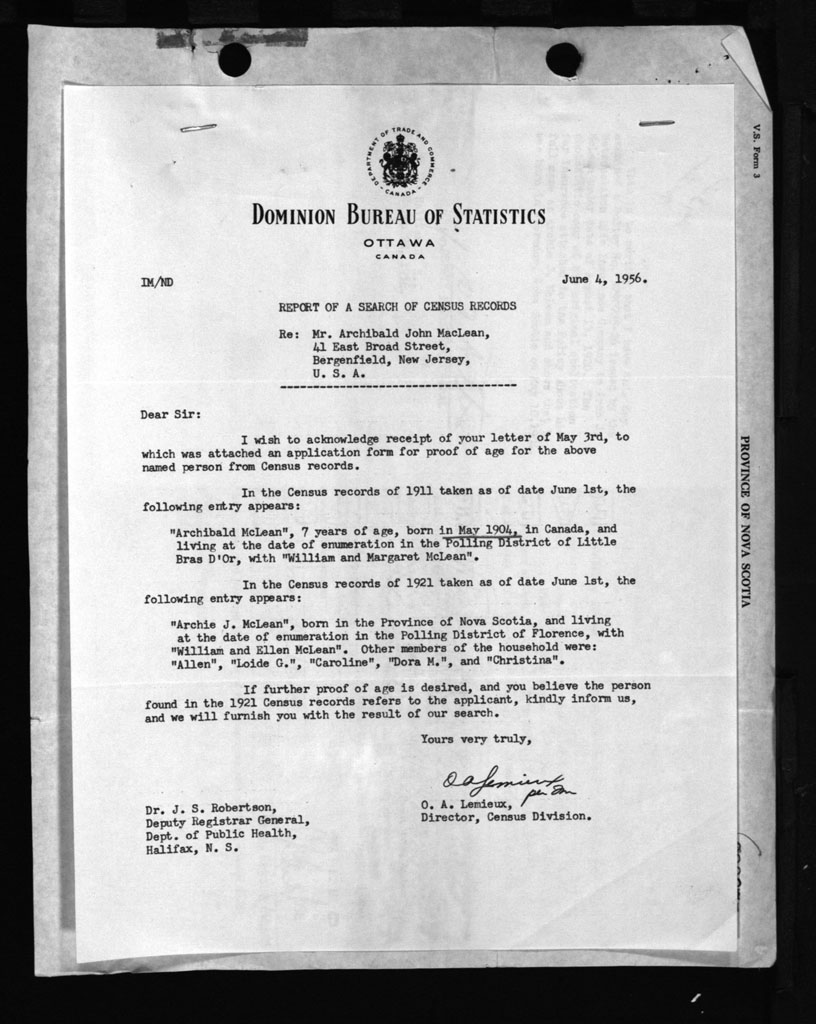 V.S. Form 3
DEPARTMENT OF TRADE AND COMMERCE
CANADA
DOMINION BUREAU OF STATISTICS
OTTAWA
CANADA
IM/ND
June 4, 1956.
REPORT OF A SEARCH OF CENSUS RECORDS
Re: Mr. Archibald John MacLean,
41 East Broad Street,
Bergenfield, New Jersey,
U. S. A.
Dear Sir:
I wish to acknowledge receipt of your letter of May 3rd, to
which was attached an application form for proof of age for the above
named person from Census records.
In the Census records of 1911 taken as of date June 1st, the
following entry appears:
"Archibald McLean", 7 years of age, born in May 1904, in Canada, and
living at the date of enumeration in the Polling District of Little
Bras D'Or, with "William and Margaret McLean".
In the Census records of 1921 taken as of date June 1st, the
following entry appears:
"Archie J. McLean", born in the Province of Nova Scotia, and living
at the date of enumeration in the Polling District of Florence, with
"William and Ellen McLean". Other members of the household were:
"Allen", "Loide G.", "Caroline", "Dora M.", and "Christina".
If further proof of age is desired, and you believe the person
found in the 1921 Census records refers to the applicant, kindly inform us,
and we will furnish you with the result of our search.
Yours very truly,
O A Lemieux
per
O. A. Lemieux,
Director, Census Division.
Dr. J. S. Robertson,
Deputy Registrar General,
Dept. of Public Health,
Halifax, N. S.
PROVINCE OF NOVA SCOTIA